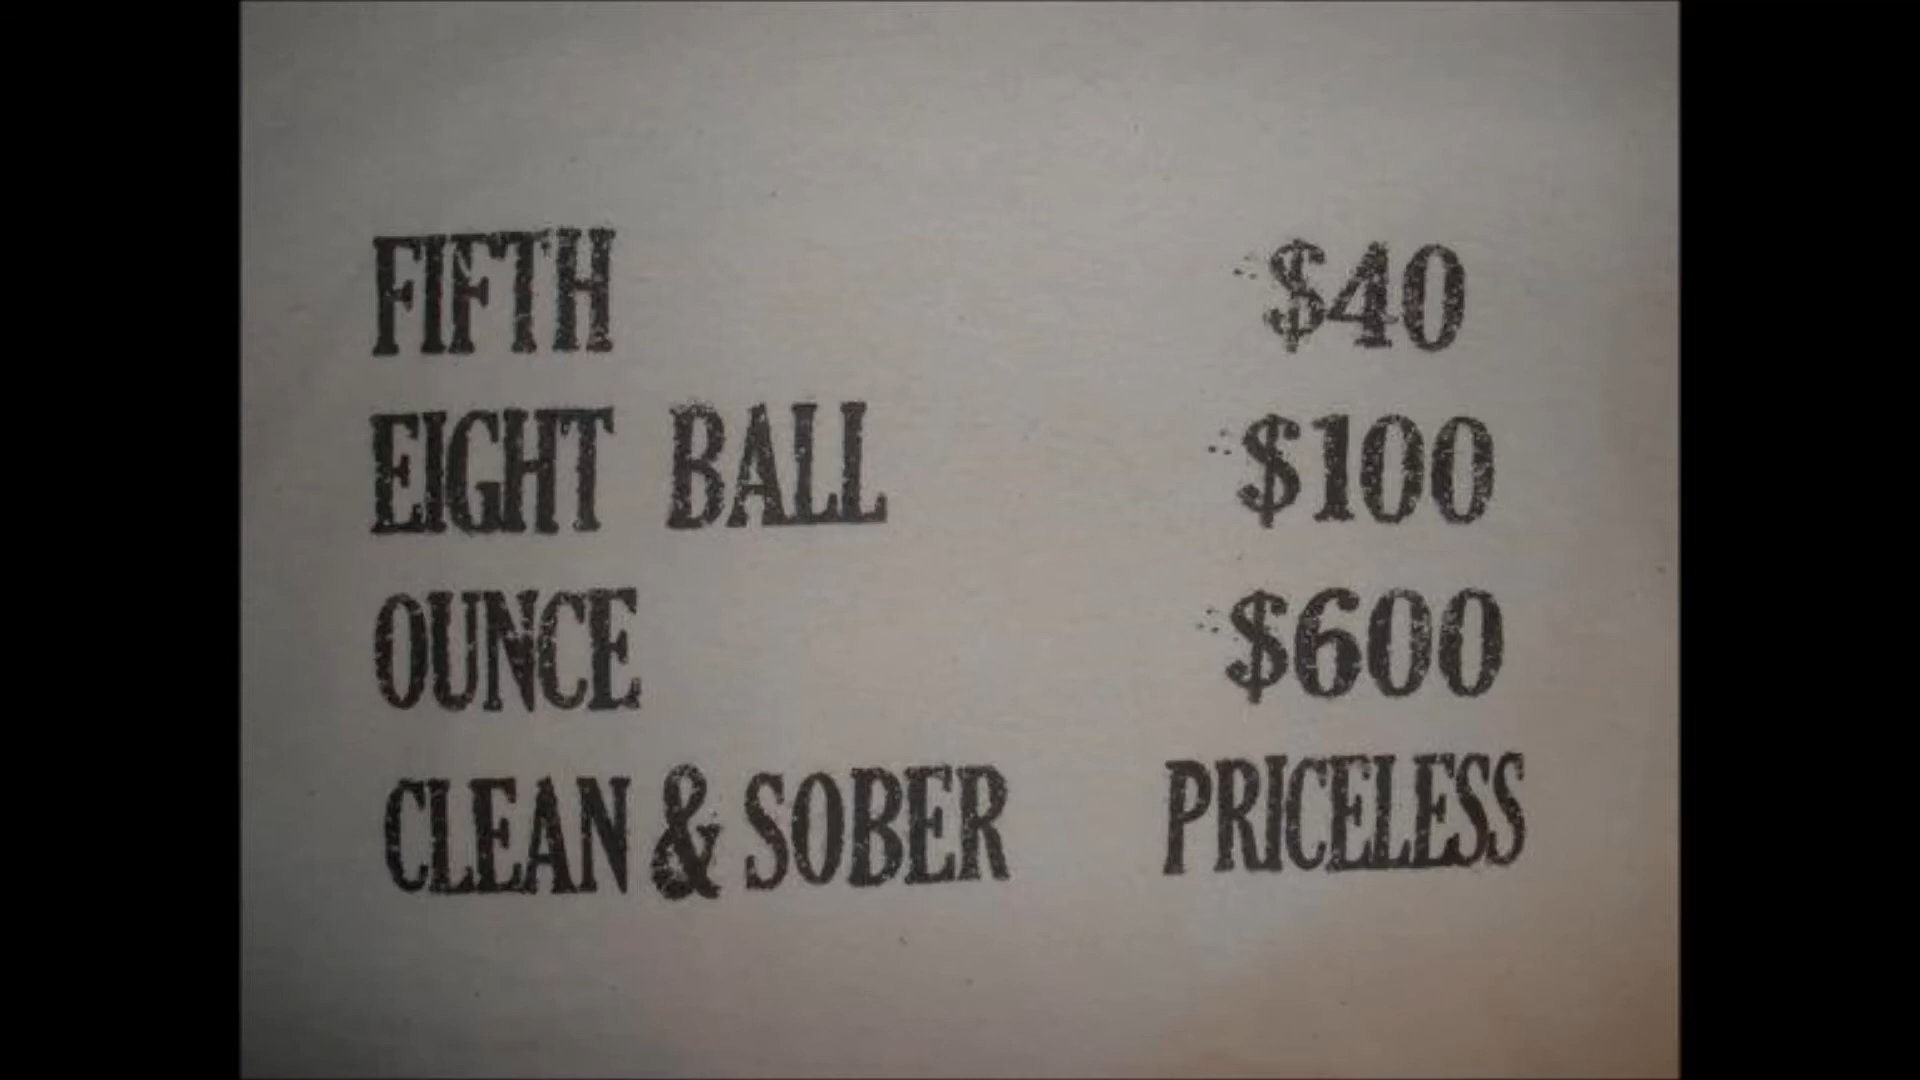 FIFTH $40
EIGHT BALL $100
OUNCE $600
CLEAN & SOBER PRICELESS